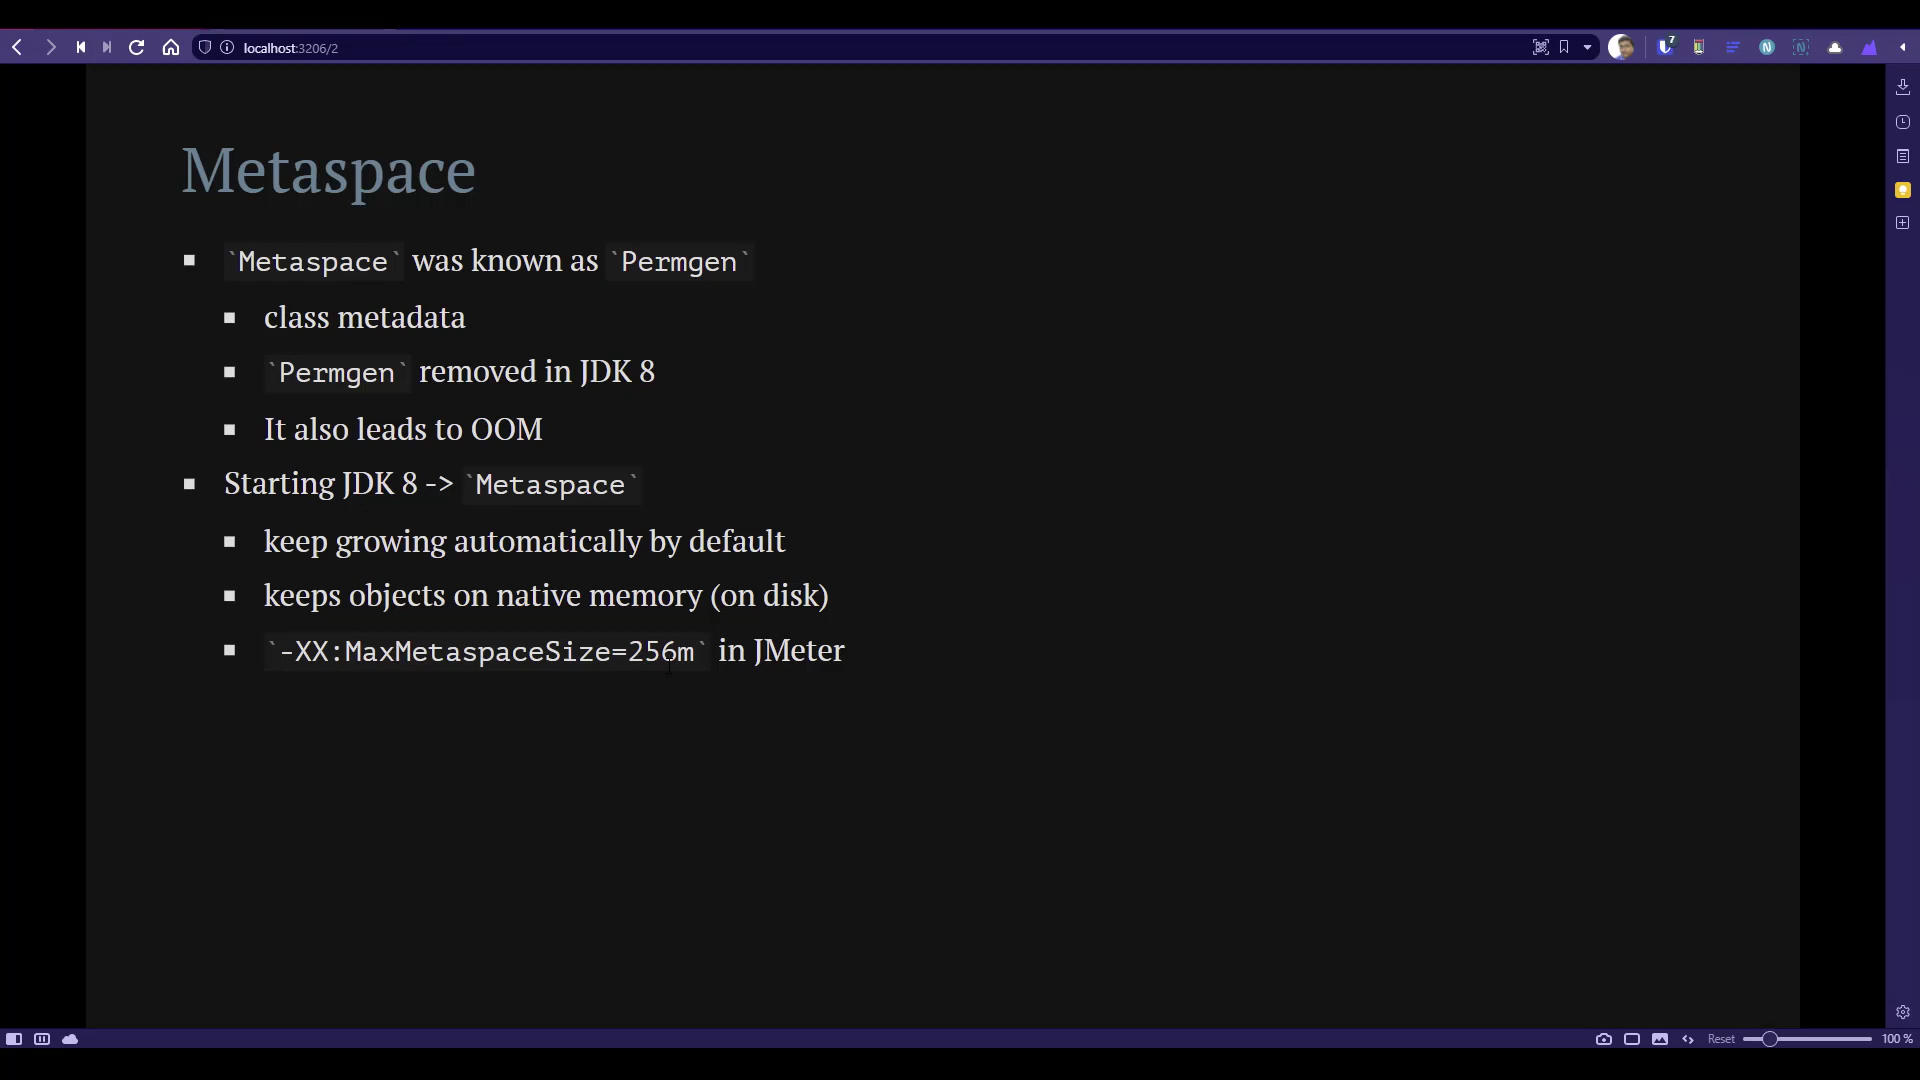 localhost:3206/2
7
Metaspace
`Metaspace` was known as `Permgen`
class metadata
`Permgen` removed in JDK 8
It also leads to OOM
Starting JDK 8 -> `Metaspace`
keep growing automatically by default
keeps objects on native memory (on disk)
`-XX:MaxMetaspaceSize=256m` in JMeter
Reset 100 %